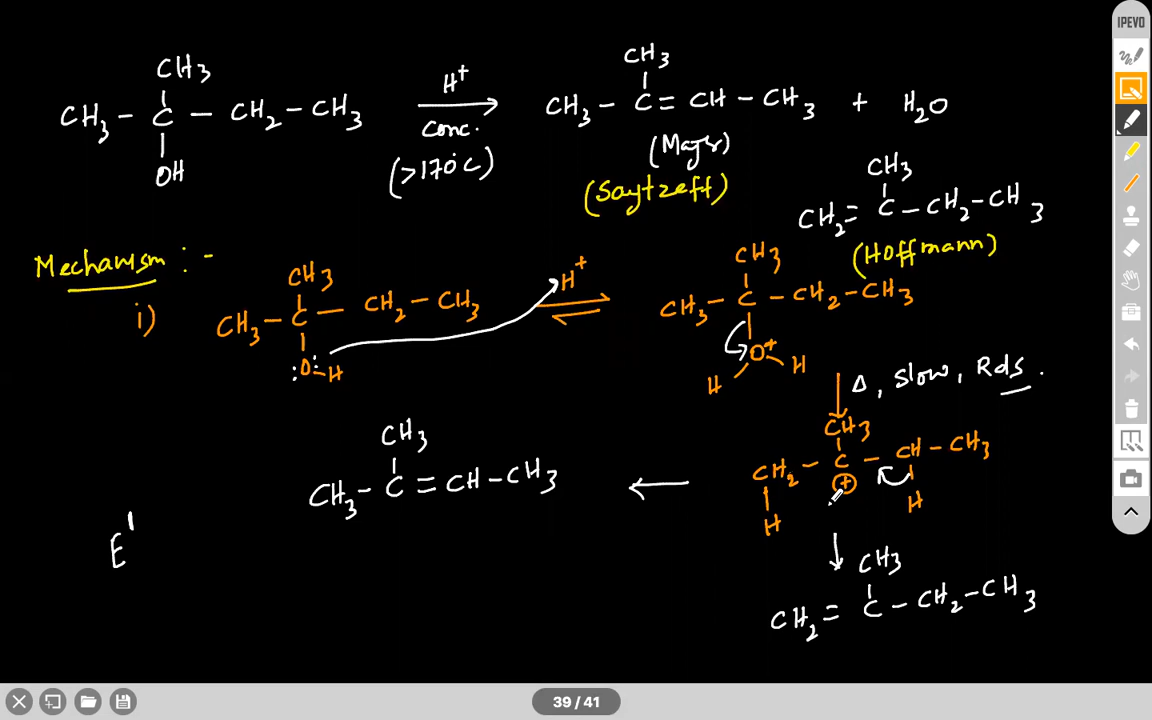 IPEVO
CH3
CH3 - C - CH2 - CH3
OH
H+
conc.
(>170°C)
CH3
CH3 - C = CH - CH3 + H2O
(Major)
(Saytzeff)
CH3
CH2 = C - CH2 - CH3
(Hoffmann)
Mechanism :-
i)
CH3
CH3 - C - CH2 - CH3
:O: - H
H+
⇌
CH3
CH3 - C - CH2 - CH3
O+
H H
Δ, Slow, Rds.
CH3
CH2 - C - CH - CH3
+
H H
←
CH3
CH3 - C = CH - CH3
E1
CH3
CH2 = C - CH2 - CH3
39 / 41